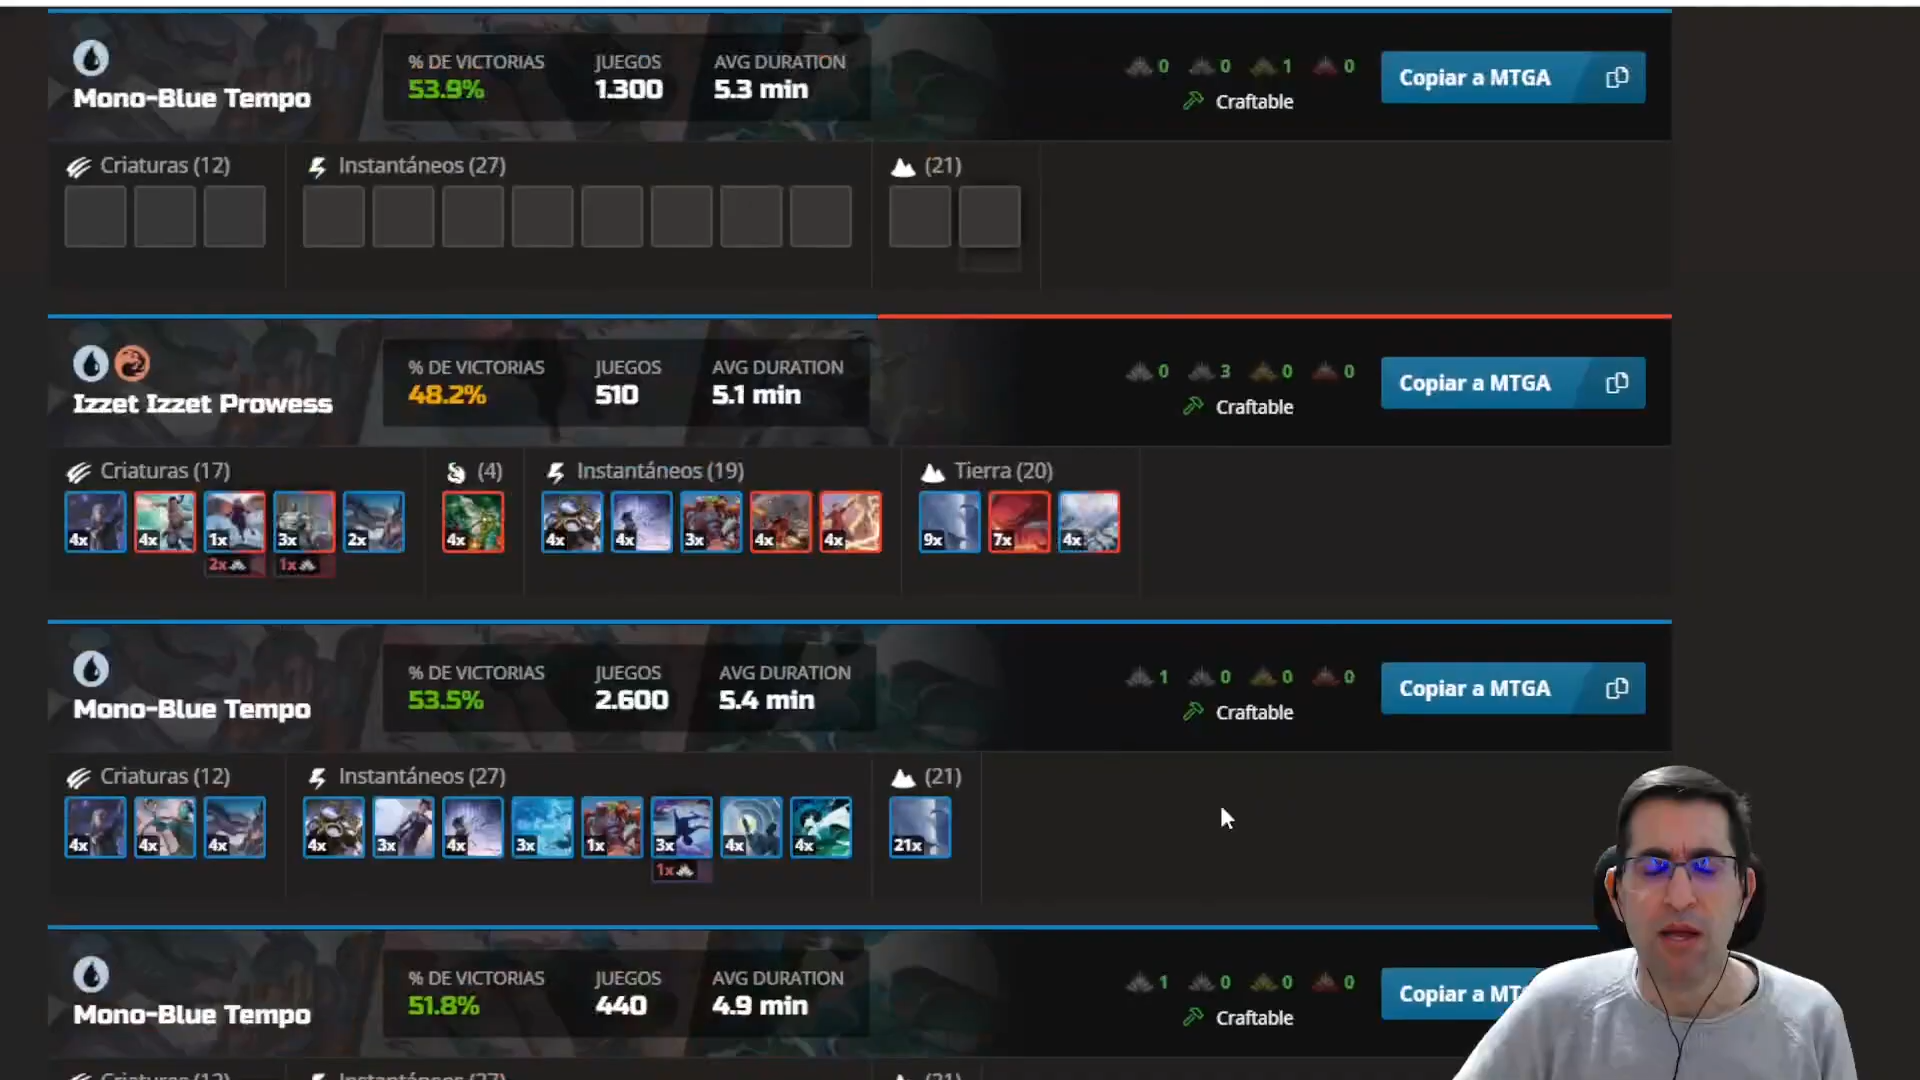 % DE VICTORIAS JUEGOS AVG DURATION
53.9% 1.300 5.3 min
0 0 1 0
Craftable
Copiar a MTGA
Mono-Blue Tempo
Criaturas (12) Instantáneos (27) (21)
% DE VICTORIAS JUEGOS AVG DURATION
48.2% 510 5.1 min
0 3 0 0
Craftable
Copiar a MTGA
Izzet Izzet Prowess
Criaturas (17) (4) Instantáneos (19) Tierra (20)
4x 4x 1x 3x 2x 4x 4x 4x 3x 4x 4x 9x 7x 4x
2x 1x
% DE VICTORIAS JUEGOS AVG DURATION
53.5% 2.600 5.4 min
1 0 0 0
Craftable
Copiar a MTGA
Mono-Blue Tempo
Criaturas (12) Instantáneos (27) (21)
4x 4x 4x 4x 3x 4x 3x 1x 3x 4x 4x 21x
1x
% DE VICTORIAS JUEGOS AVG DURATION
51.8% 440 4.9 min
1 0 0 0
Craftable
Copiar a MT
Mono-Blue Tempo